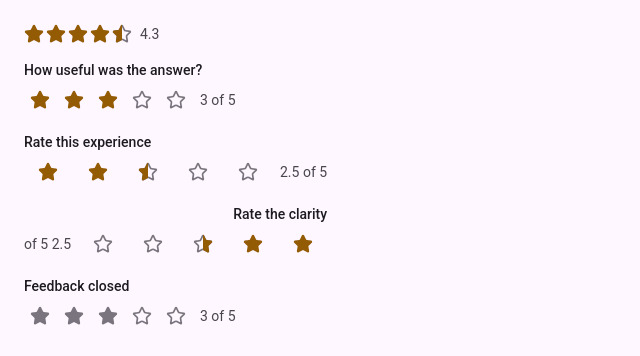 4.3
How useful was the answer?
3 of 5
Rate this experience
2.5 of 5
Rate the clarity
of 5 2.5
Feedback closed
3 of 5